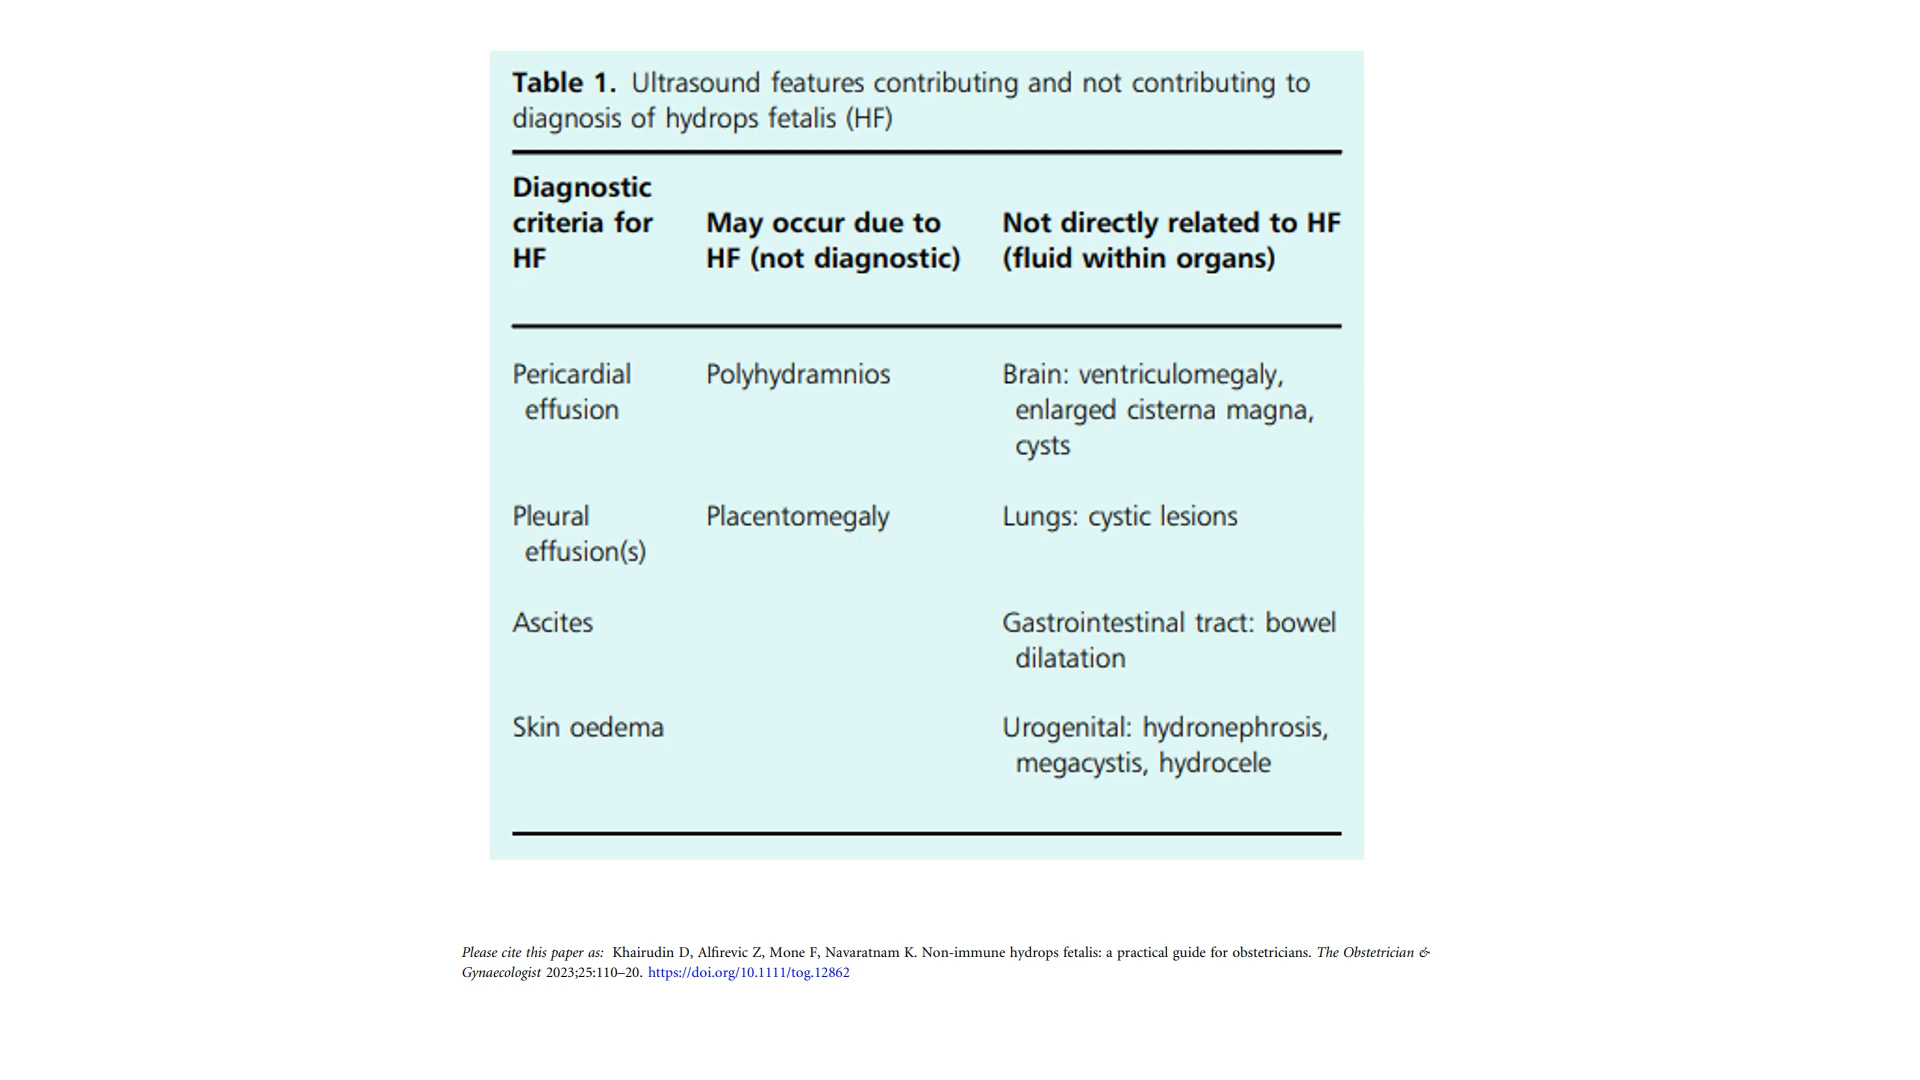 Table 1. Ultrasound features contributing and not contributing to
diagnosis of hydrops fetalis (HF)
Diagnostic
criteria for
HF
May occur due to
HF (not diagnostic)
Not directly related to HF
(fluid within organs)
Pericardial
effusion
Polyhydramnios
Brain: ventriculomegaly,
enlarged cisterna magna,
cysts
Pleural
effusion(s)
Placentomegaly
Lungs: cystic lesions
Ascites
Gastrointestinal tract: bowel
dilatation
Skin oedema
Urogenital: hydronephrosis,
megacystis, hydrocele
Please cite this paper as: Khairudin D, Alfirevic Z, Mone F, Navaratnam K. Non-immune hydrops fetalis: a practical guide for obstetricians. The Obstetrician &
Gynaecologist 2023;25:110–20. https://doi.org/10.1111/tog.12862